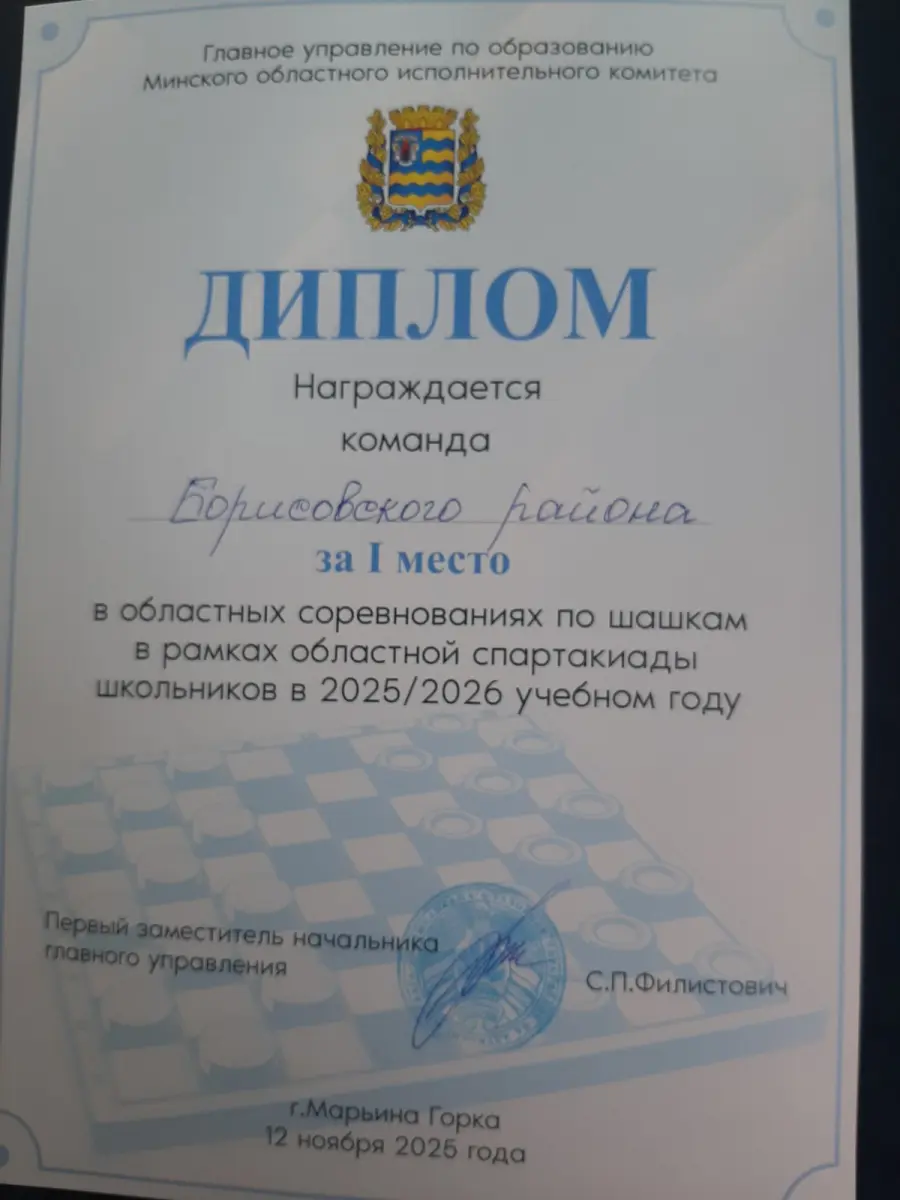 Главное управление по образованию
Минского областного исполнительного комитета
ДИПЛОМ
Награждается
команда
Борисовского района
за I место
в областных соревнованиях по шашкам
в рамках областной спартакиады
школьников в 2025/2026 учебном году
Первый заместитель начальника
главного управления
С.П.Филистович
г.Марьина Горка
12 ноября 2025 года